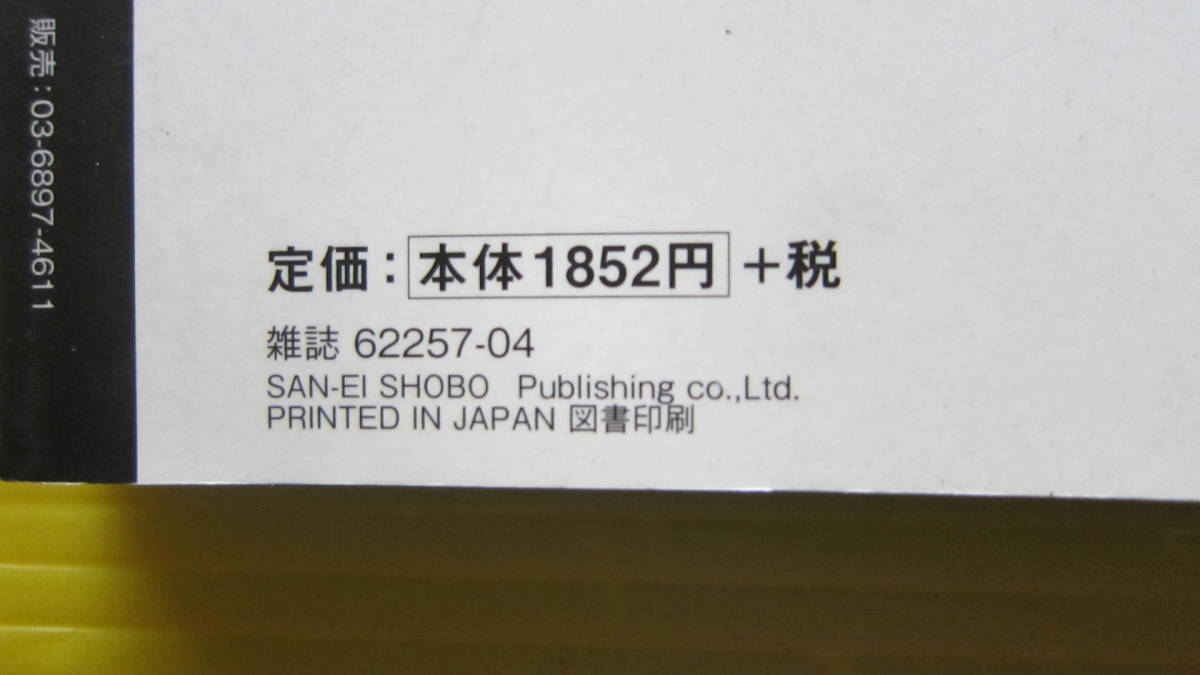 販売：03-6897-4611
定価：本体1852円＋税
雑誌 62257-04
SAN-EI SHOBO Publishing co.,Ltd.
PRINTED IN JAPAN 図書印刷